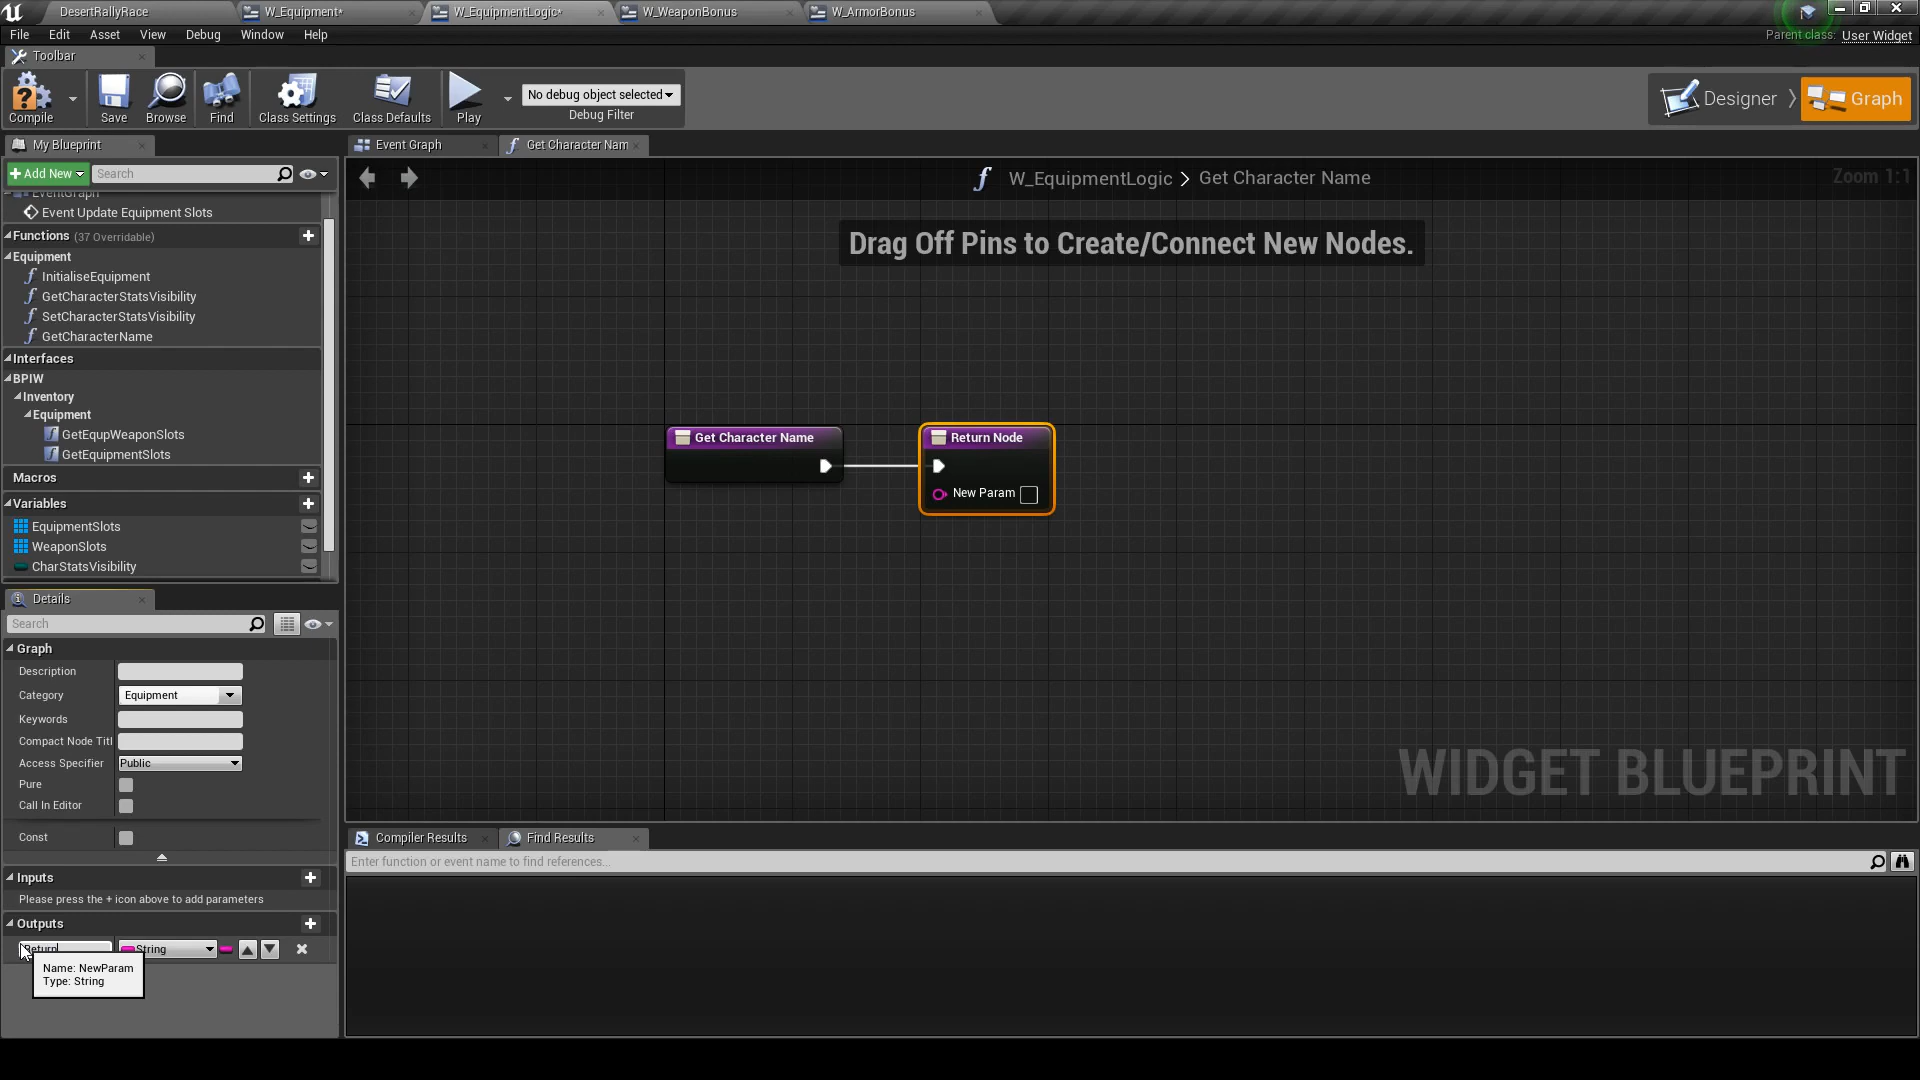 DesertRallyRace
W_Equipment*
W_EquipmentLogic*
W_WeaponBonus
W_ArmorBonus
File
Edit
Asset
View
Debug
Window
Help
Parent class: User Widget
Toolbar
Compile
Save
Browse
Find
Class Settings
Class Defaults
Play
No debug object selected
Debug Filter
Designer
Graph
My Blueprint
Event Graph
Get Character Nam
Add New
Search
W_EquipmentLogic > Get Character Name
Zoom 1:1
EventGraph
Event Update Equipment Slots
Functions (37 Overridable)
Equipment
InitialiseEquipment
GetCharacterStatsVisibility
SetCharacterStatsVisibility
GetCharacterName
Interfaces
BPIW
Inventory
Equipment
GetEqupWeaponSlots
GetEquipmentSlots
Macros
Variables
EquipmentSlots
WeaponSlots
CharStatsVisibility
Drag Off Pins to Create/Connect New Nodes.
Get Character Name
Return Node
New Param
WIDGET BLUEPRINT
Details
Search
Graph
Description
Category
Equipment
Keywords
Compact Node Titl
Access Specifier
Public
Pure
Call In Editor
Const
Inputs
Please press the + icon above to add parameters
Outputs
Return
String
Name: NewParam
Type: String
Compiler Results
Find Results
Enter function or event name to find references...